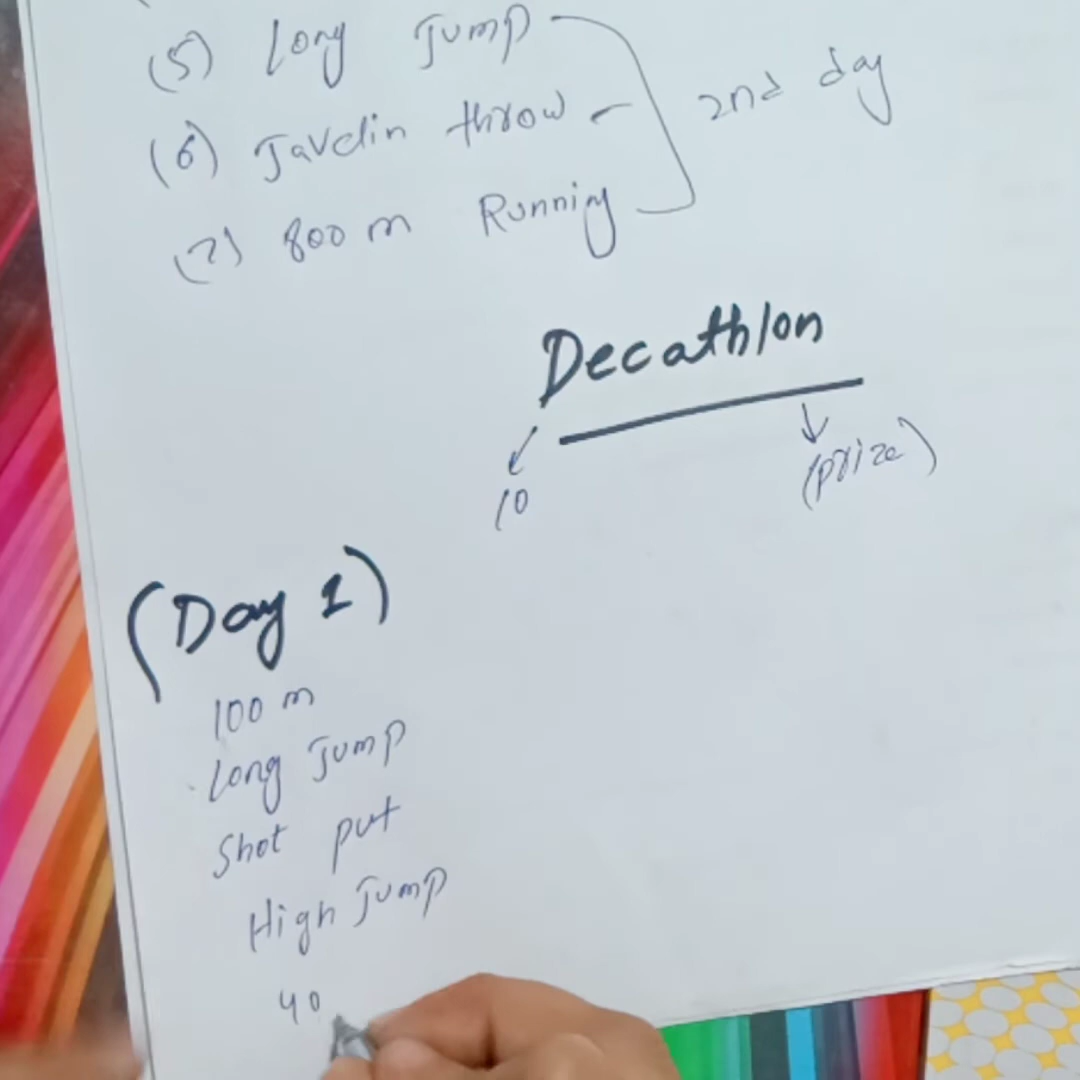 (5) Long Jump
(6) Javelin throw
2nd day
(7) 800 m Running
Decathlon
10
(prize)
(Day 1)
100 m
Long Jump
Shot put
High Jump
40